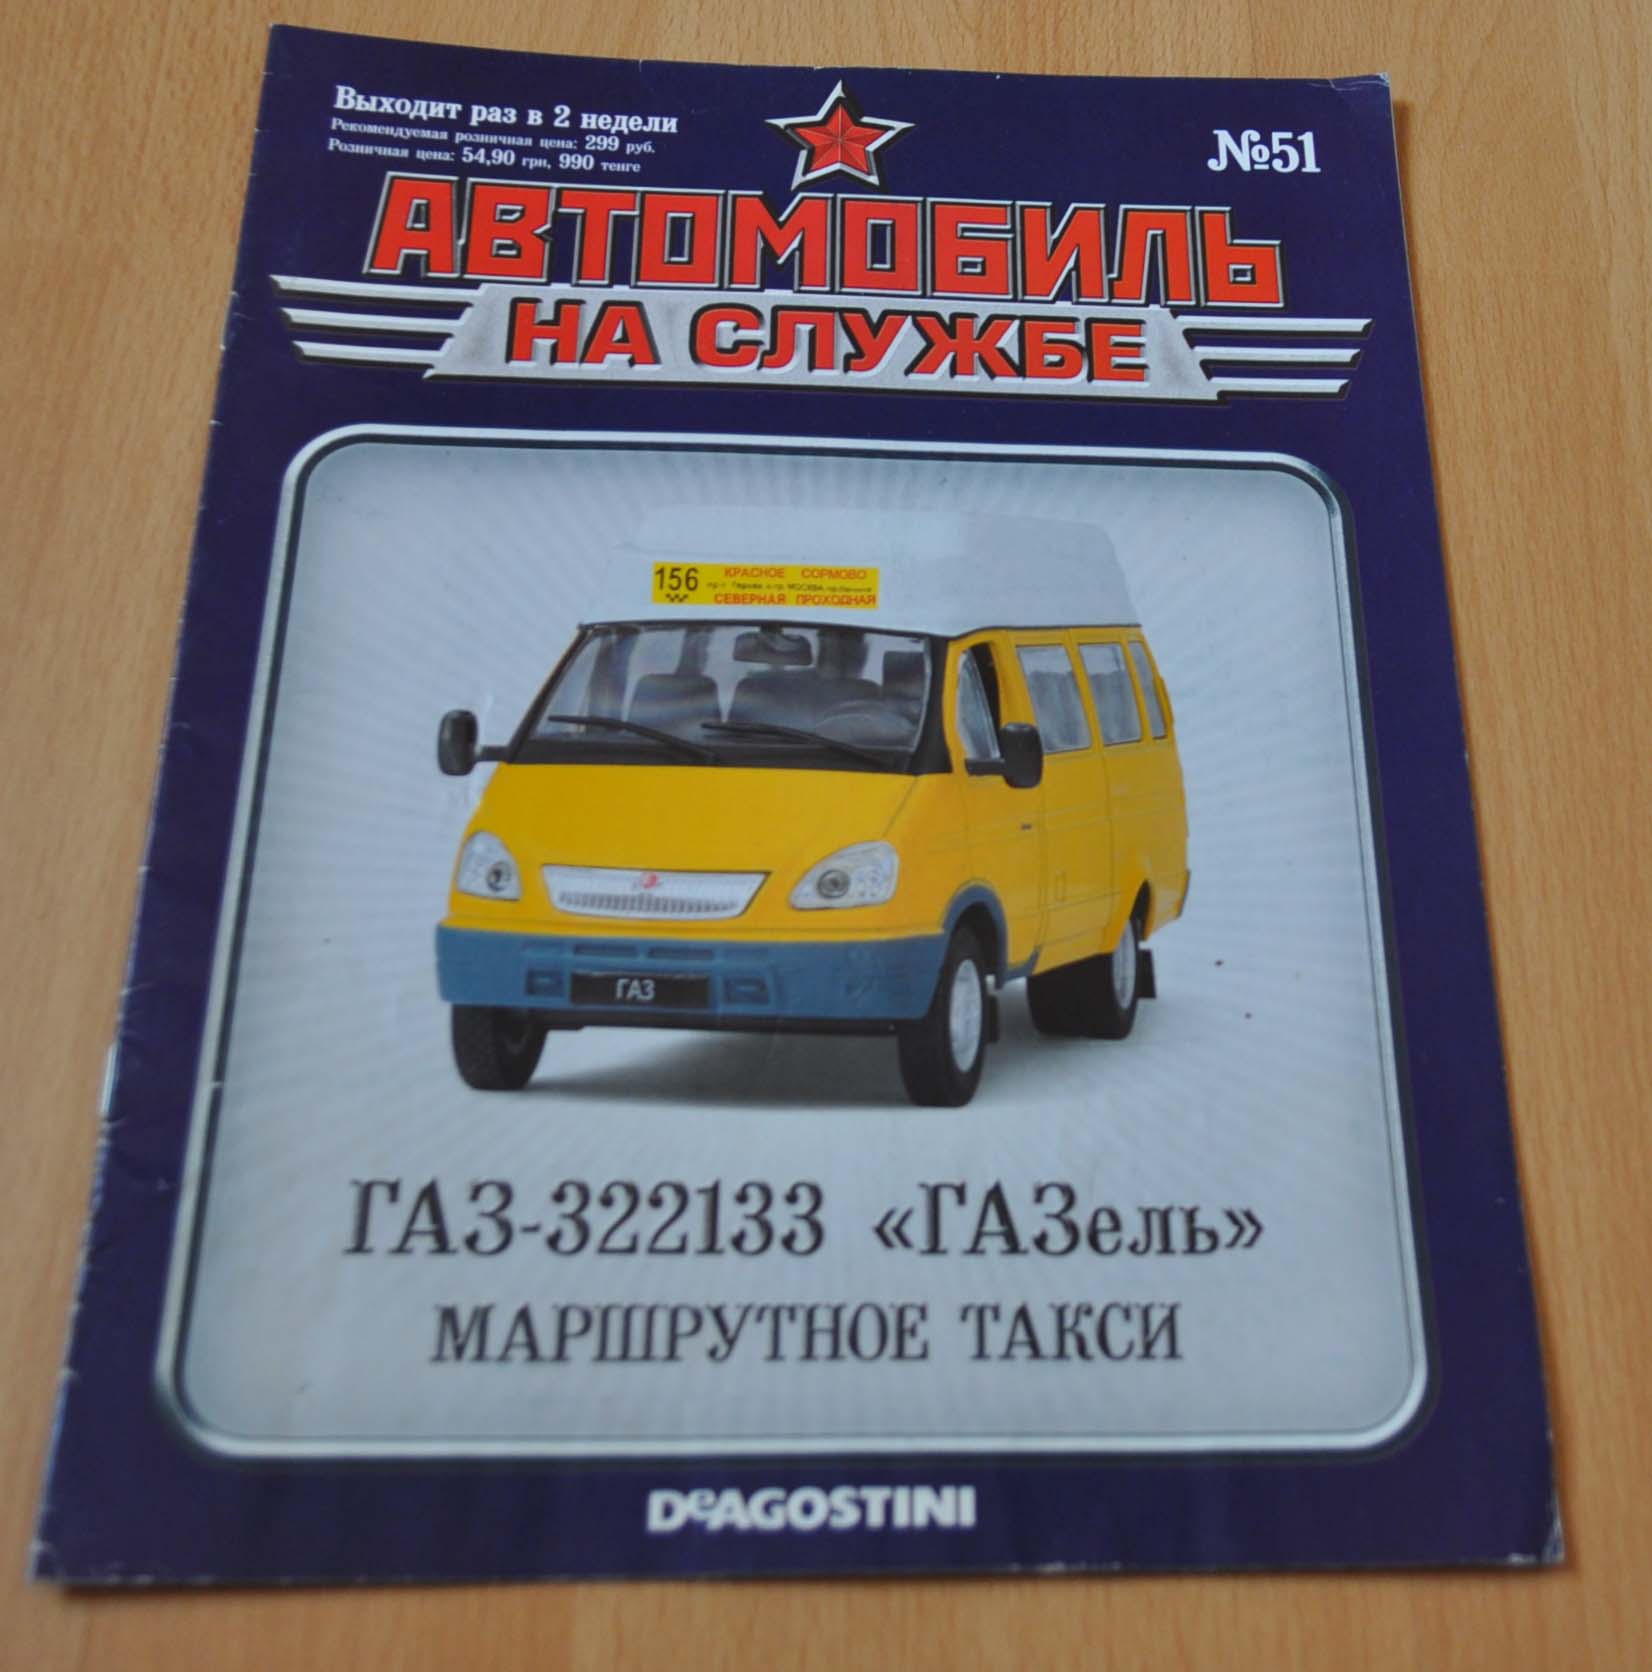 Выходит раз в 2 недели
Рекомендуемая розничная цена: 299 руб.
Розничная цена: 54,90 грн, 990 тенге
№51
АВТОМОБИЛЬ
НА СЛУЖБЕ
156
КРАСНОЕ СОРМОВО
МОСКВА
СЕВЕРНАЯ ПРОХОДНАЯ
ГАЗ
ГАЗ-322133 «ГАЗель»
МАРШРУТНОЕ ТАКСИ
DeAGOSTINI